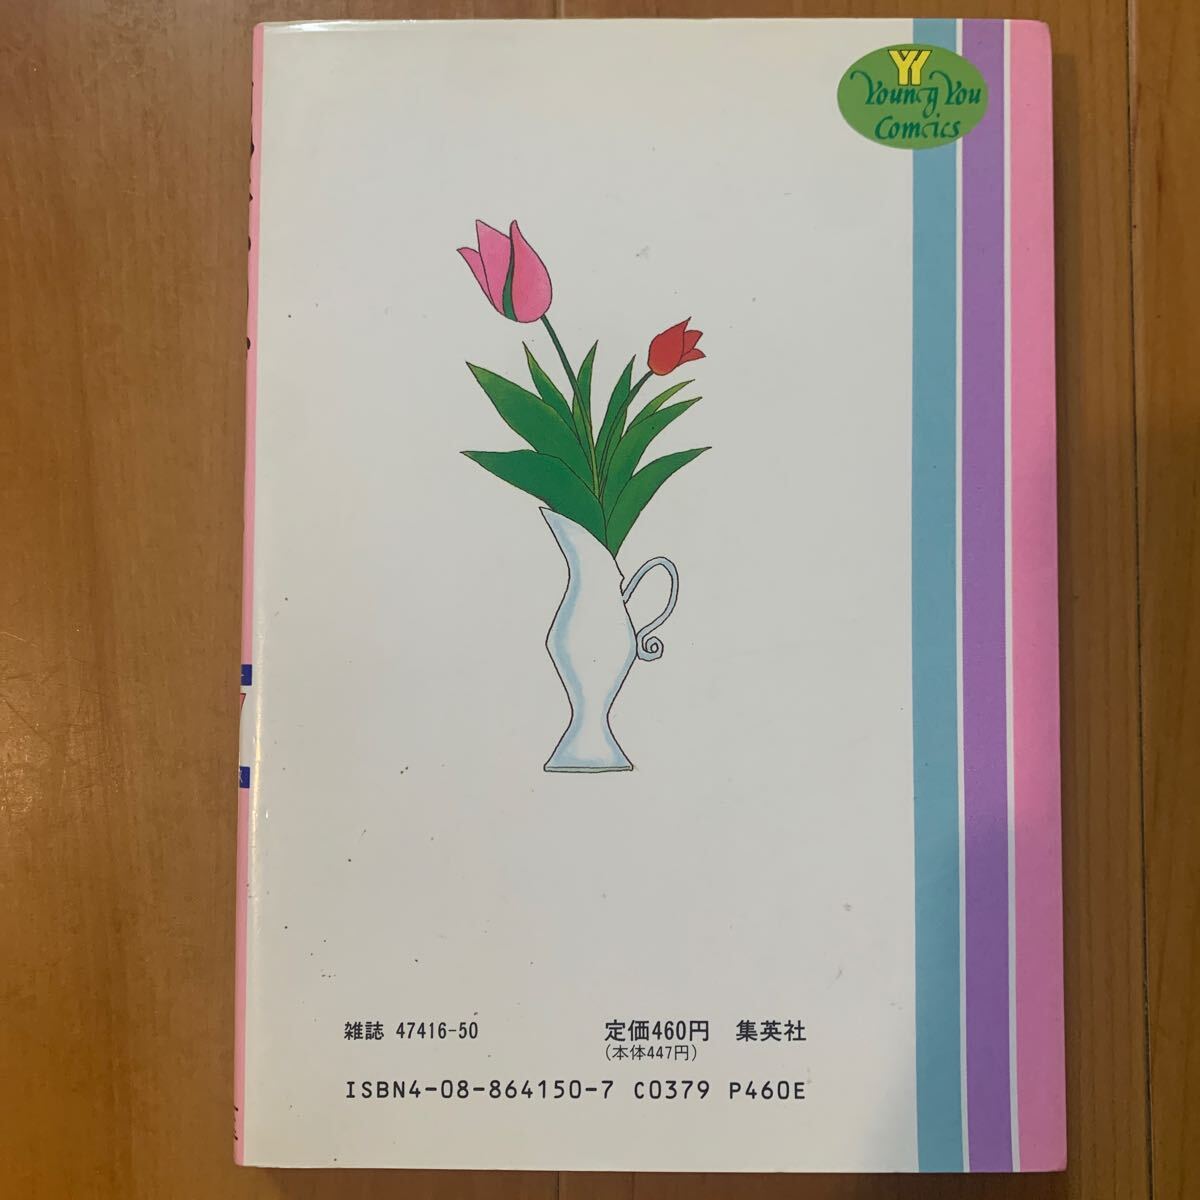 YY
Young You
Comics
雑誌 47416-50
定価460円 集英社
(本体447円)
ISBN4-08-864150-7 C0379 P460E